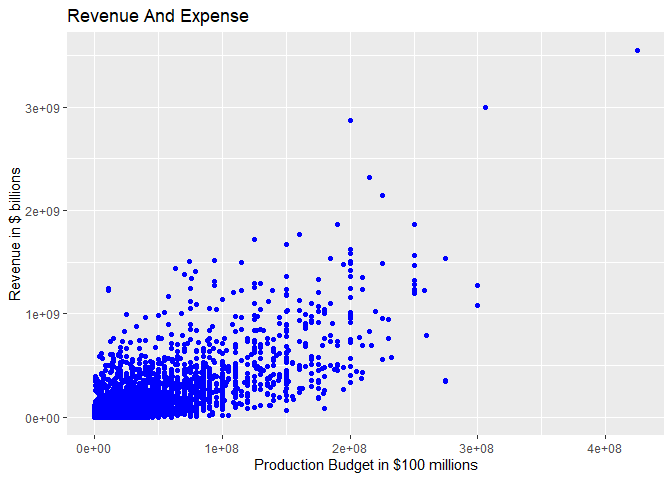 Revenue And Expense
Revenue in $ billions
3e+09
2e+09
1e+09
0e+00
0e+00 1e+08 2e+08 3e+08 4e+08
Production Budget in $100 millions